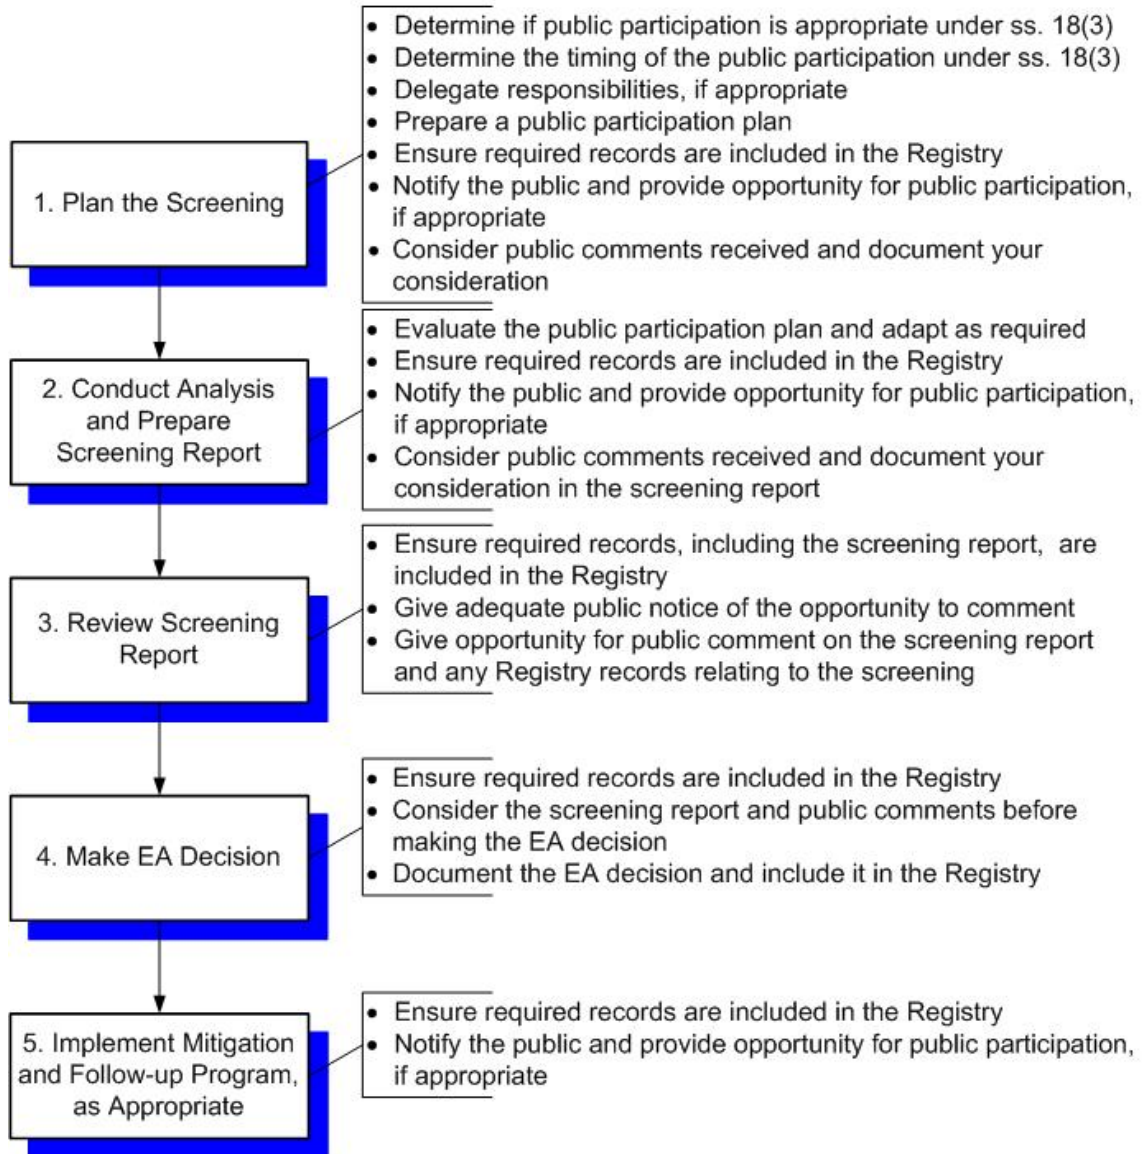 1. Plan the Screening
• Determine if public participation is appropriate under ss. 18(3)
• Determine the timing of the public participation under ss. 18(3)
• Delegate responsibilities, if appropriate
• Prepare a public participation plan
• Ensure required records are included in the Registry
• Notify the public and provide opportunity for public participation,
if appropriate
• Consider public comments received and document your
consideration
2. Conduct Analysis
and Prepare
Screening Report
• Evaluate the public participation plan and adapt as required
• Ensure required records are included in the Registry
• Notify the public and provide opportunity for public participation,
if appropriate
• Consider public comments received and document your
consideration in the screening report
3. Review Screening
Report
• Ensure required records, including the screening report, are
included in the Registry
• Give adequate public notice of the opportunity to comment
• Give opportunity for public comment on the screening report
and any Registry records relating to the screening
4. Make EA Decision
• Ensure required records are included in the Registry
• Consider the screening report and public comments before
making the EA decision
• Document the EA decision and include it in the Registry
5. Implement Mitigation
and Follow-up Program,
as Appropriate
• Ensure required records are included in the Registry
• Notify the public and provide opportunity for public participation,
if appropriate